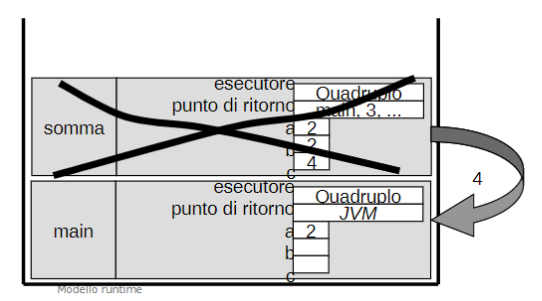 esecutore Quadruplo
punto di ritorno main, 3, ...
somma
a 2
b 2
c 4
4
esecutore Quadruplo
punto di ritorno JVM
main
a 2
b
c
Modello runtime